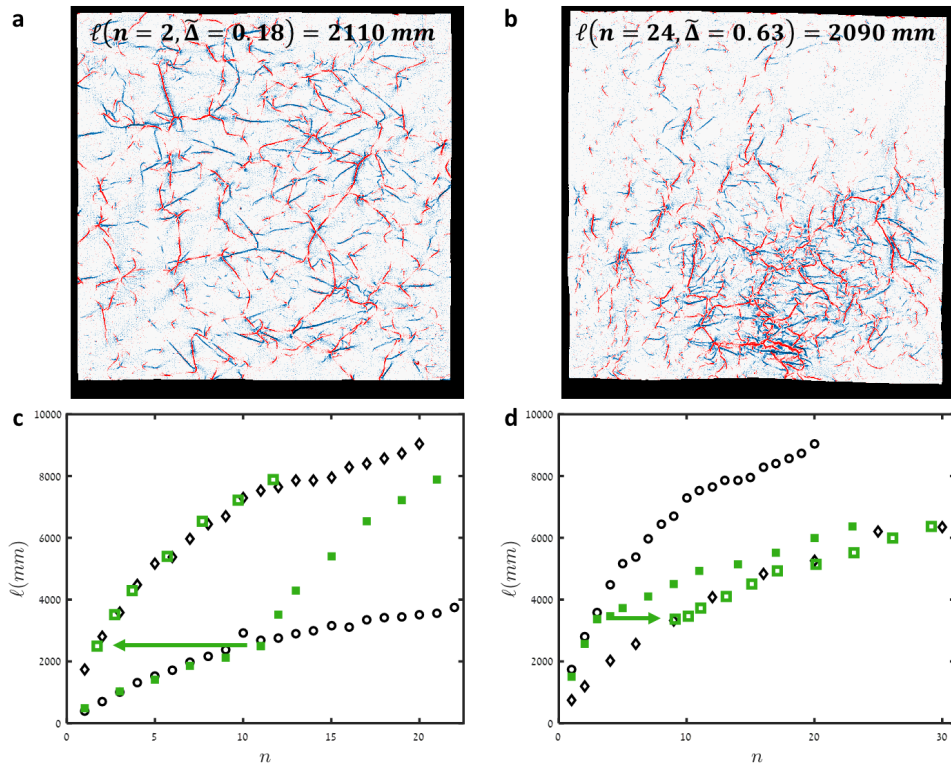 a
ℓ(n = 2, Δ̃ = 0.18) = 2110 mm
b
ℓ(n = 24, Δ̃ = 0.63) = 2090 mm
c
10000
8000
6000
4000
2000
0
ℓ(mm)
0 5 10 15 20
n
d
10000
8000
6000
4000
2000
0
ℓ(mm)
0 10 20 30
n